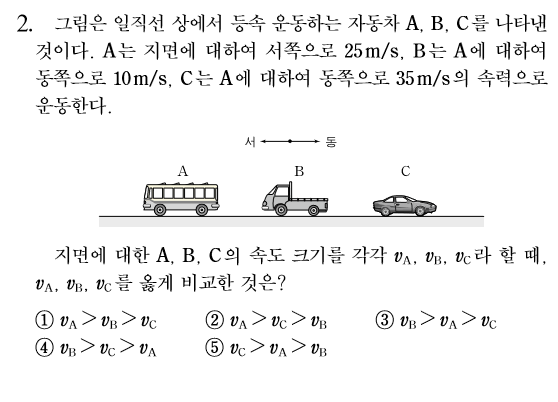 2. 그림은 일직선 상에서 등속 운동하는 자동차 A, B, C를 나타낸
것이다. A는 지면에 대하여 서쪽으로 25m/s, B는 A에 대하여
동쪽으로 10m/s, C는 A에 대하여 동쪽으로 35m/s의 속력으로
운동한다.
서 동
A B C
지면에 대한 A, B, C의 속도 크기를 각각 vA, vB, vC라 할 때,
vA, vB, vC를 옳게 비교한 것은?
① vA > vB > vC ② vA > vC > vB ③ vB > vA > vC
④ vB > vC > vA ⑤ vC > vA > vB